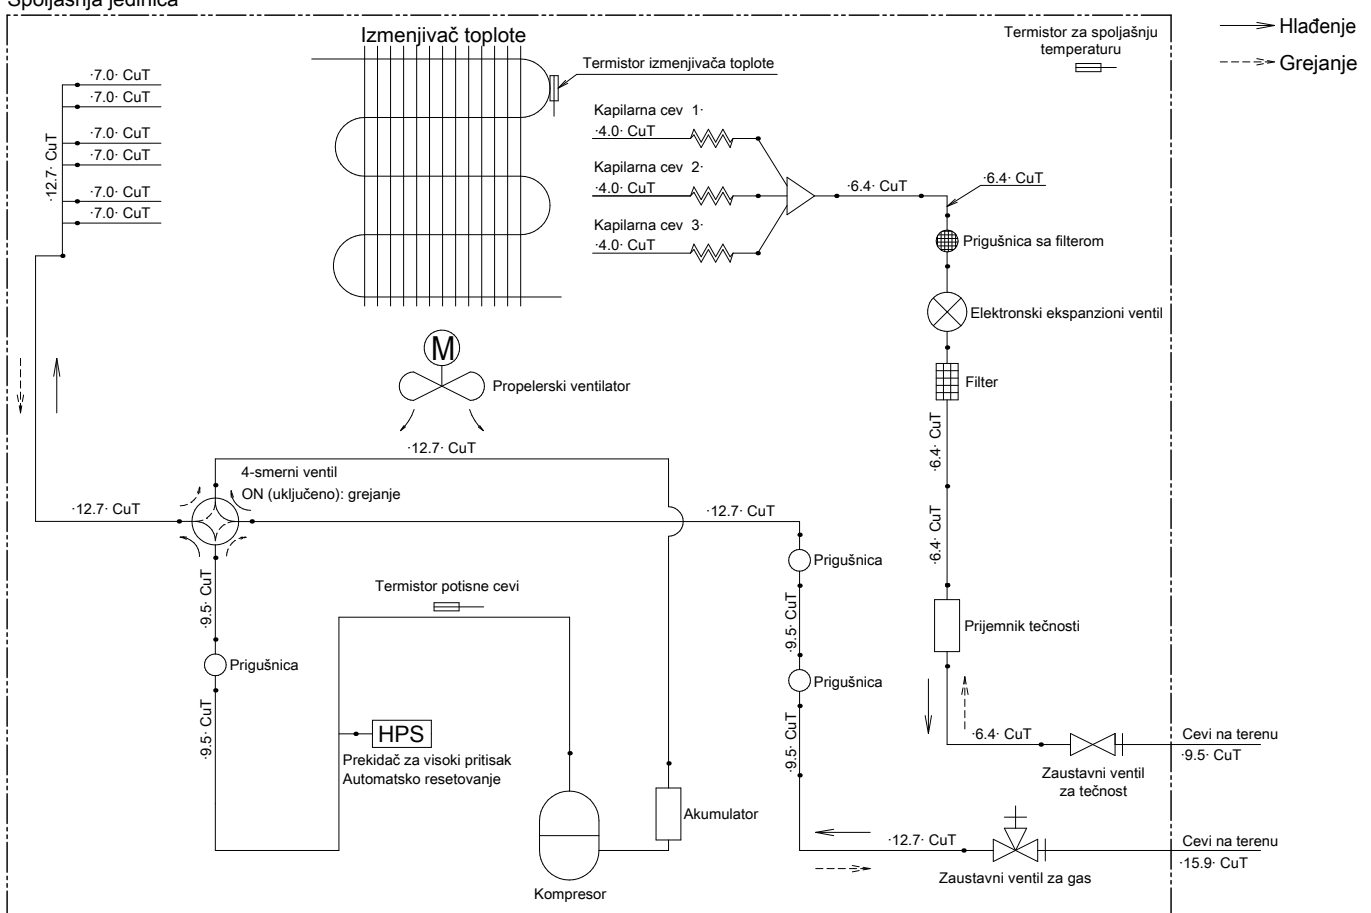 Spoljašnja jedinica
Izmenjivač toplote
Termistor izmenjivača toplote
Termistor za spoljašnju
temperaturu
Hlađenje
Grejanje
·7.0· CuT
·7.0· CuT
·7.0· CuT
·7.0· CuT
·7.0· CuT
·7.0· CuT
·12.7· CuT
Kapilarna cev 1·
·4.0· CuT
Kapilarna cev 2·
·4.0· CuT
Kapilarna cev 3·
·4.0· CuT
·6.4· CuT
·6.4· CuT
Prigušnica sa filterom
Elektronski ekspanzioni ventil
Filter
·6.4· CuT
·6.4· CuT
Prijemnik tečnosti
M
Propelerski ventilator
·12.7· CuT
4-smerni ventil
ON (uključeno): grejanje
·12.7· CuT
·12.7· CuT
·9.5· CuT
Prigušnica
·9.5· CuT
Termistor potisne cevi
HPS
Prekidač za visoki pritisak
Automatsko resetovanje
Kompresor
Akumulator
Prigušnica
·9.5· CuT
Prigušnica
·9.5· CuT
·6.4· CuT
Zaustavni ventil
za tečnost
Cevi na terenu
·9.5· CuT
·12.7· CuT
Zaustavni ventil za gas
Cevi na terenu
·15.9· CuT